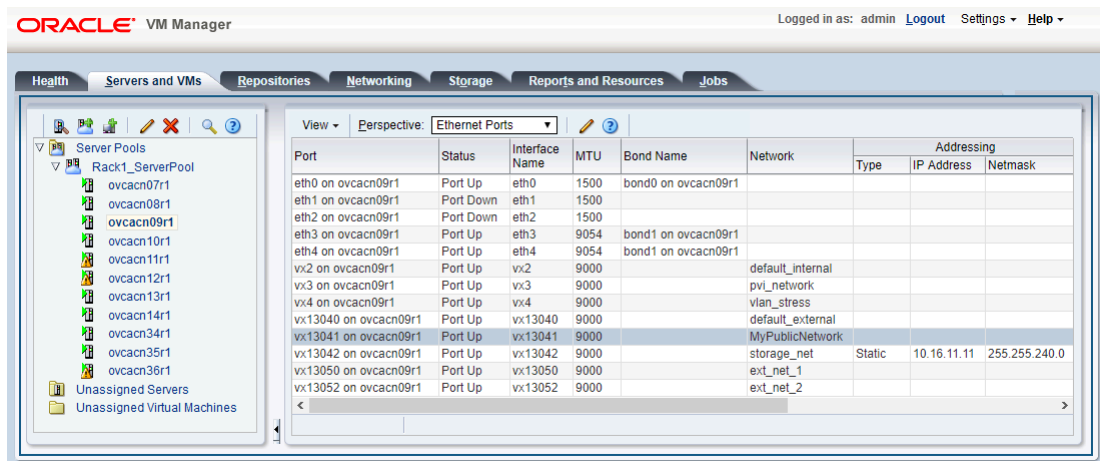 ORACLE VM Manager
Logged in as: admin Logout Settings Help
Health Servers and VMs Repositories Networking Storage Reports and Resources Jobs
Server Pools
Rack1_ServerPool
ovcacn07r1
ovcacn08r1
ovcacn09r1
ovcacn10r1
ovcacn11r1
ovcacn12r1
ovcacn13r1
ovcacn14r1
ovcacn34r1
ovcacn35r1
ovcacn36r1
Unassigned Servers
Unassigned Virtual Machines
View Perspective: Ethernet Ports
Port Status Interface Name MTU Bond Name Network Addressing
Type IP Address Netmask
eth0 on ovcacn09r1 Port Up eth0 1500 bond0 on ovcacn09r1
eth1 on ovcacn09r1 Port Down eth1 1500
eth2 on ovcacn09r1 Port Down eth2 1500
eth3 on ovcacn09r1 Port Up eth3 9054 bond1 on ovcacn09r1
eth4 on ovcacn09r1 Port Up eth4 9054 bond1 on ovcacn09r1
vx2 on ovcacn09r1 Port Up vx2 9000 default_internal
vx3 on ovcacn09r1 Port Up vx3 9000 pvi_network
vx4 on ovcacn09r1 Port Up vx4 9000 vlan_stress
vx13040 on ovcacn09r1 Port Up vx13040 9000 default_external
vx13041 on ovcacn09r1 Port Up vx13041 9000 MyPublicNetwork
vx13042 on ovcacn09r1 Port Up vx13042 9000 storage_net Static 10.16.11.11 255.255.240.0
vx13050 on ovcacn09r1 Port Up vx13050 9000 ext_net_1
vx13052 on ovcacn09r1 Port Up vx13052 9000 ext_net_2